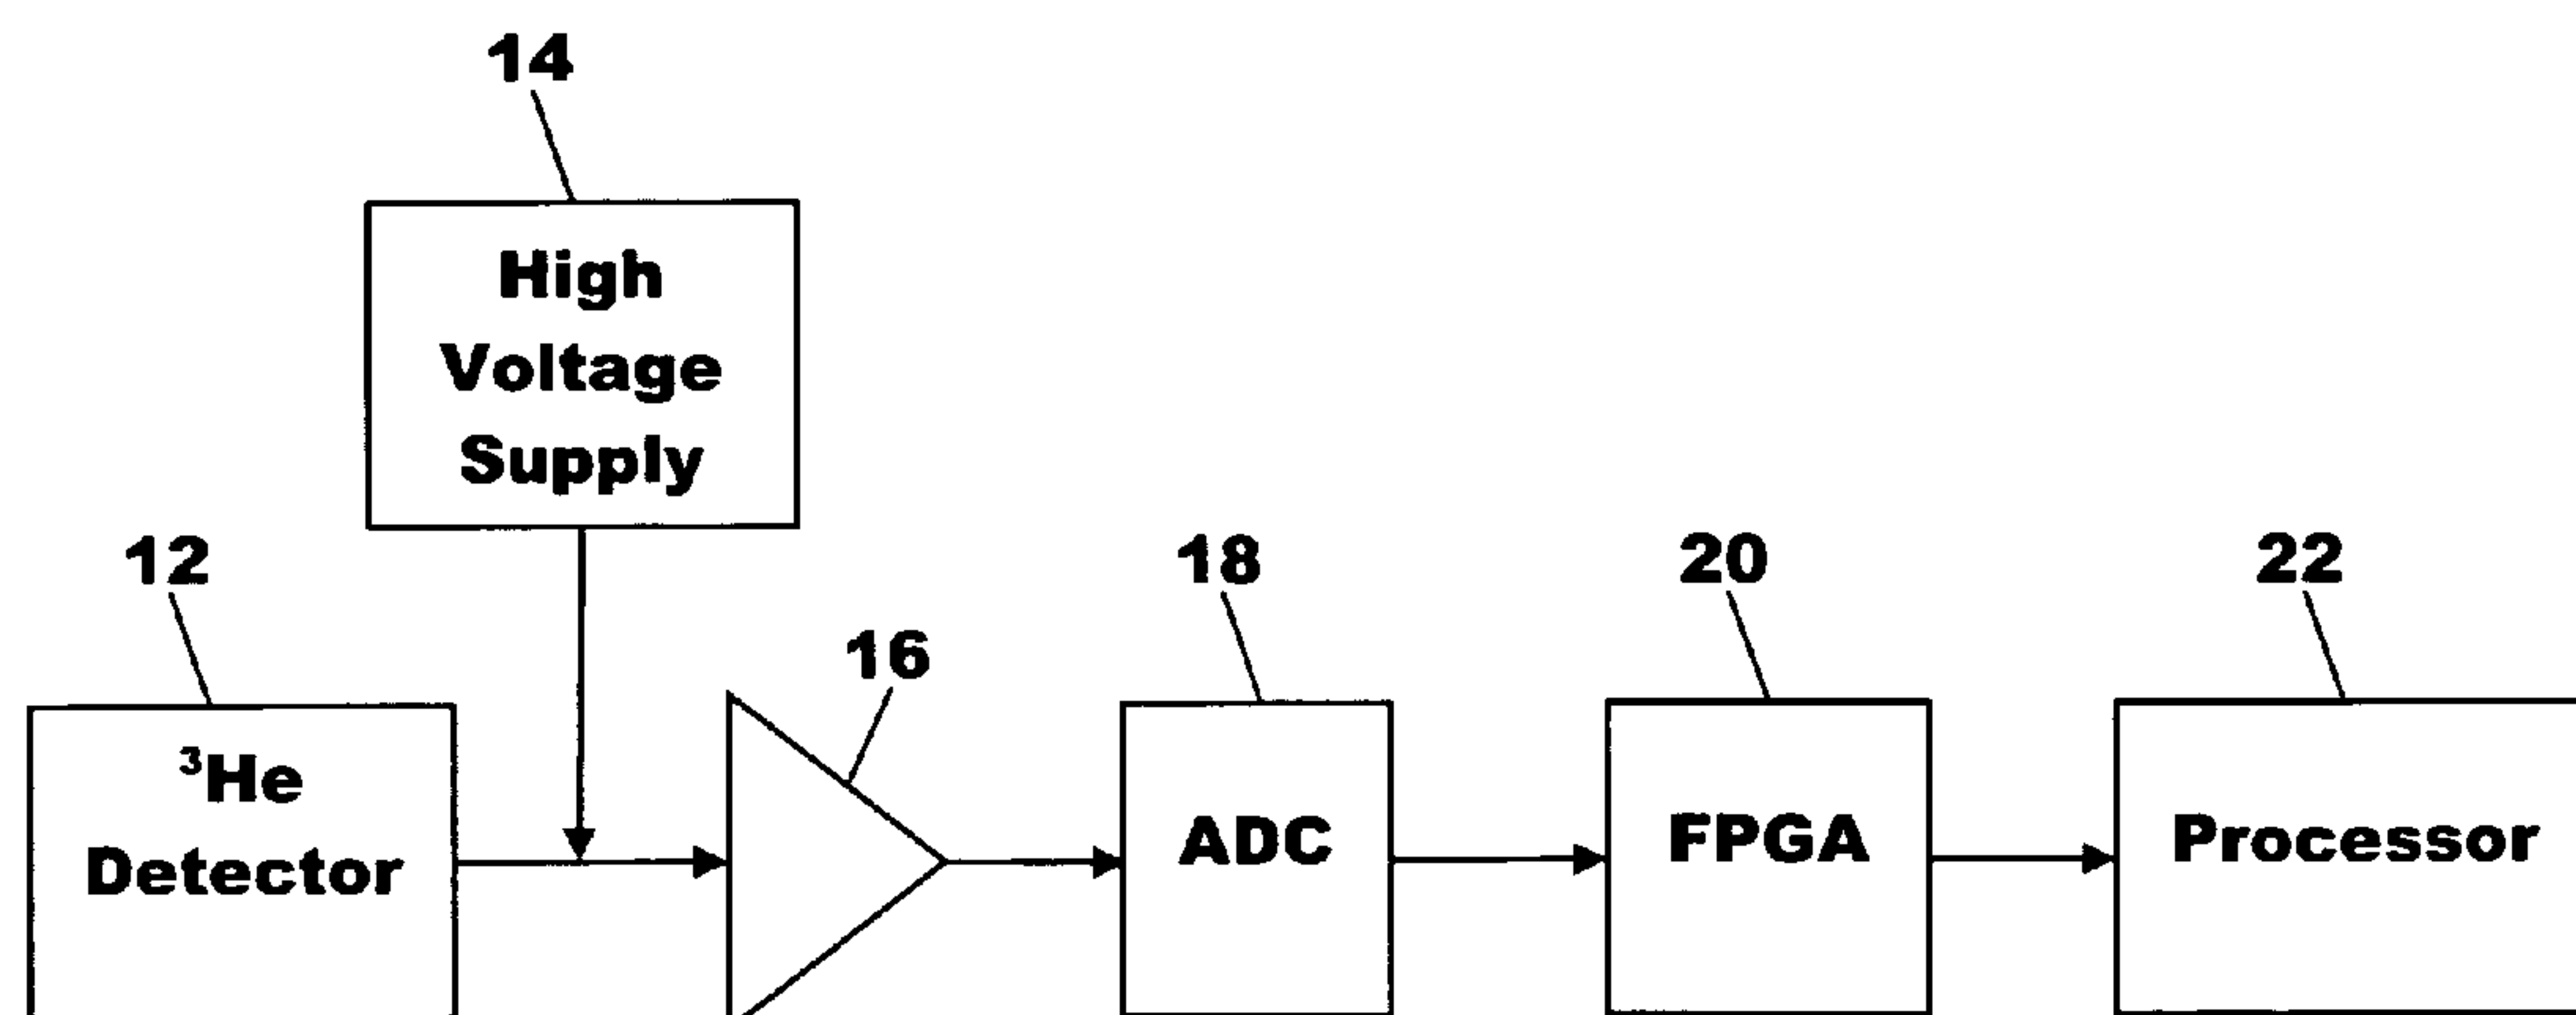 14
High
Voltage
Supply
12
16
18
20
22
³He
Detector
ADC
FPGA
Processor